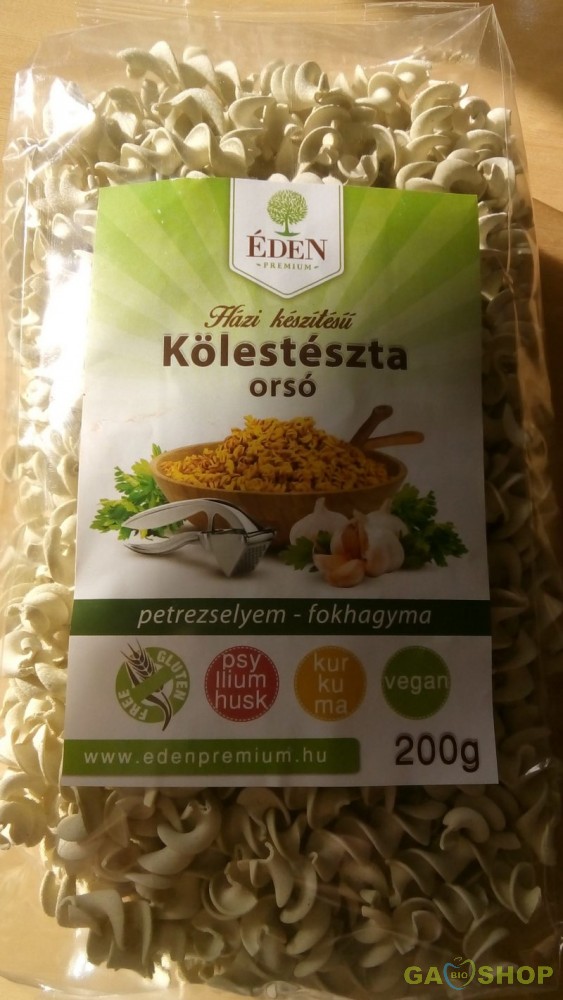 ÉDEN
PREMIUM
Házi készítésű
Kölestészta
orsó
petrezselyem - fokhagyma
GLUTEN
FREE
psy
llium
husk
kur
ku
ma
vegan
www.edenpremium.hu
200g
GA BIO SHOP